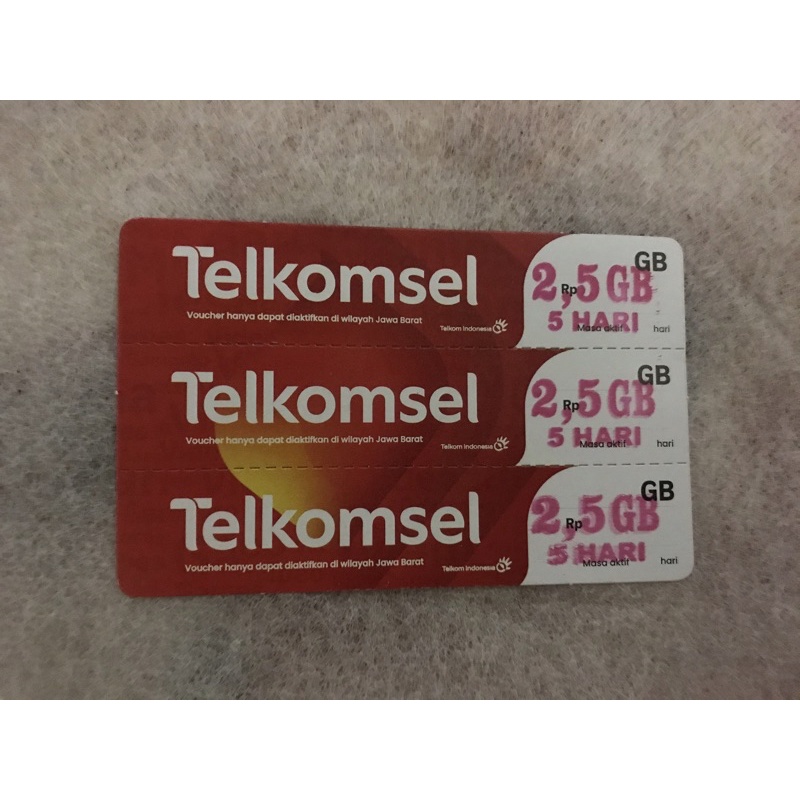 Telkomsel
Voucher hanya dapat diaktifkan di wilayah Jawa Barat
Telkom Indonesia
GB
2,5 GB
Rp
5 HARI
Masa aktif hari
Telkomsel
Voucher hanya dapat diaktifkan di wilayah Jawa Barat
Telkom Indonesia
GB
2,5 GB
Rp
5 HARI
Masa aktif hari
Telkomsel
Voucher hanya dapat diaktifkan di wilayah Jawa Barat
Telkom Indonesia
GB
2,5 GB
Rp
5 HARI
Masa aktif hari